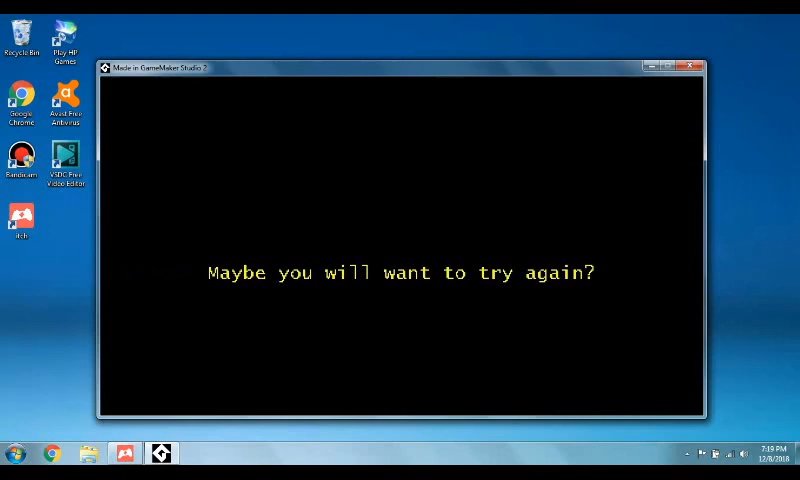 Recycle Bin
Play HP
Games
Google
Chrome
Avast Free
Antivirus
Bandicam
VSDC Free
Video Editor
itch
Made in GameMaker Studio 2
Maybe you will want to try again?
7:19 PM
12/8/2018